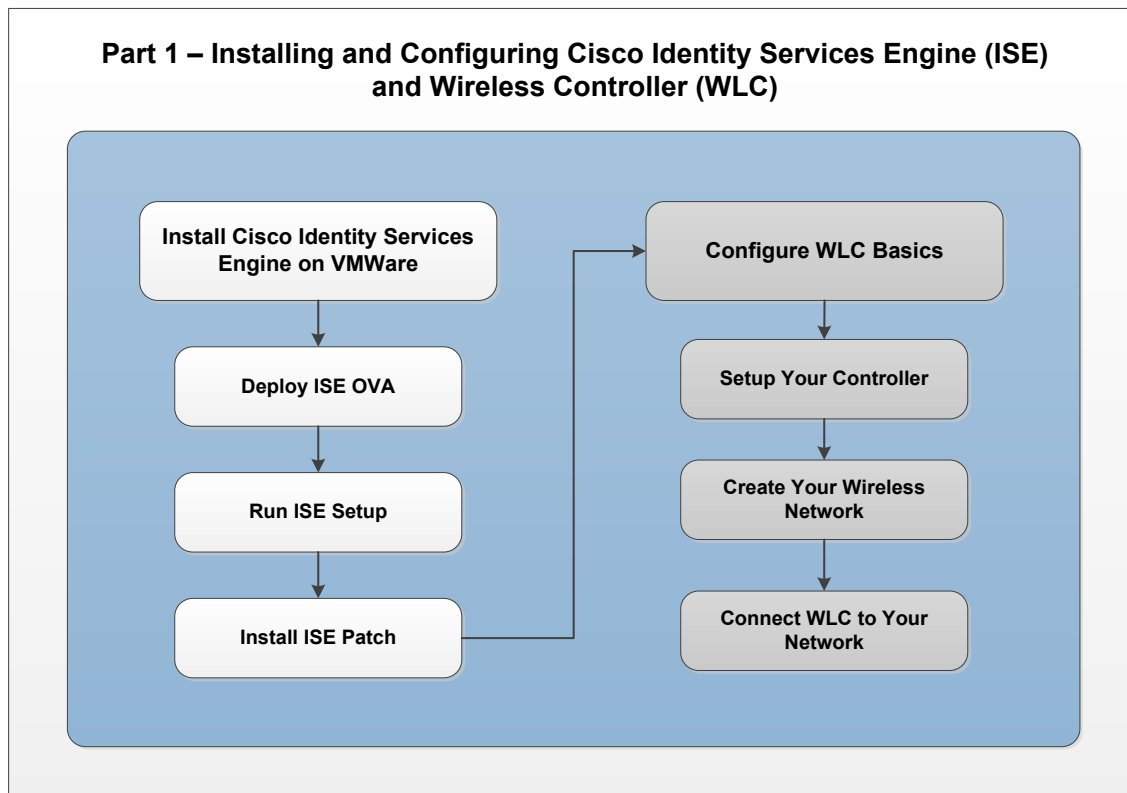 Part 1 – Installing and Configuring Cisco Identity Services Engine (ISE)
and Wireless Controller (WLC)
Install Cisco Identity Services
Engine on VMWare
Deploy ISE OVA
Run ISE Setup
Install ISE Patch
Configure WLC Basics
Setup Your Controller
Create Your Wireless
Network
Connect WLC to Your
Network